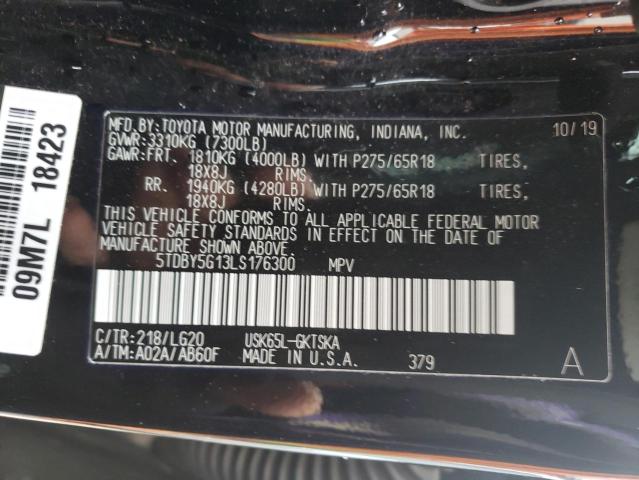 MFD.BY:TOYOTA MOTOR MANUFACTURING, INDIANA, INC. 10/19
GVWR:3310KG (7300LB)
GAWR:FRT. 1810KG (4000LB) WITH P275/65R18 TIRES,
18X8J RIMS.
RR. 1940KG (4280LB) WITH P275/65R18 TIRES,
18X8J RIMS.
THIS VEHICLE CONFORMS TO ALL APPLICABLE FEDERAL MOTOR
VEHICLE SAFETY STANDARDS IN EFFECT ON THE DATE OF
MANUFACTURE SHOWN ABOVE.
5TDBY5G13LS176300 MPV
C/TR:218/LG20 USK65L-GKTSKA
A/TM:A02A/AB60F MADE IN U.S.A. 379 A
09M7L 18423